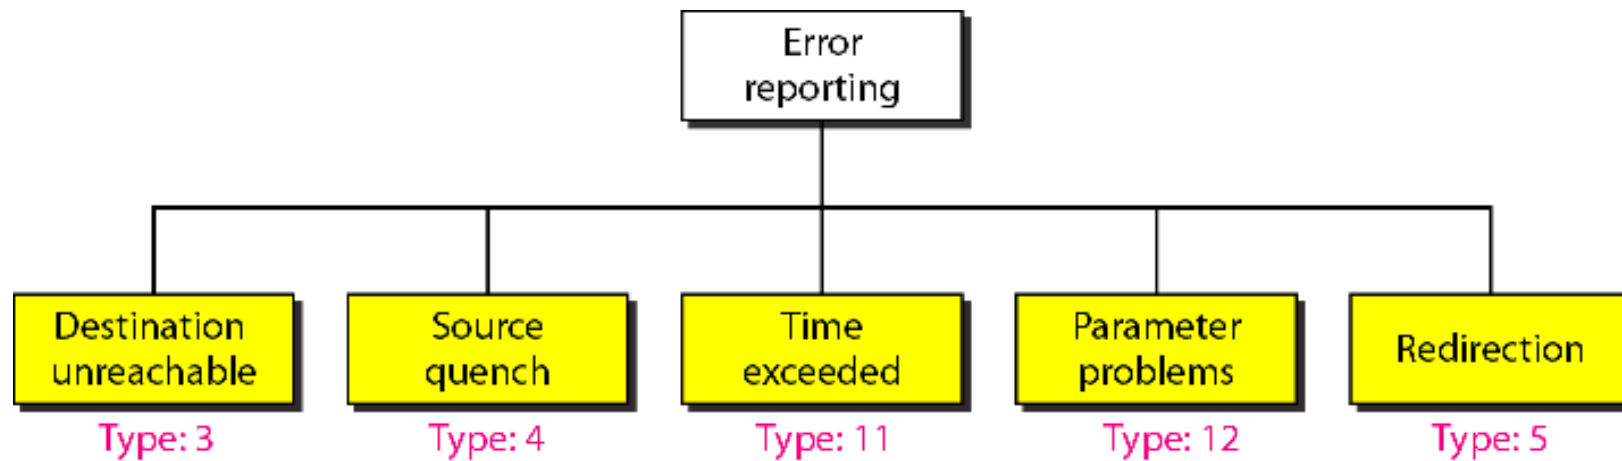 Error
reporting
Destination
unreachable
Source
quench
Time
exceeded
Parameter
problems
Redirection
Type: 3
Type: 4
Type: 11
Type: 12
Type: 5